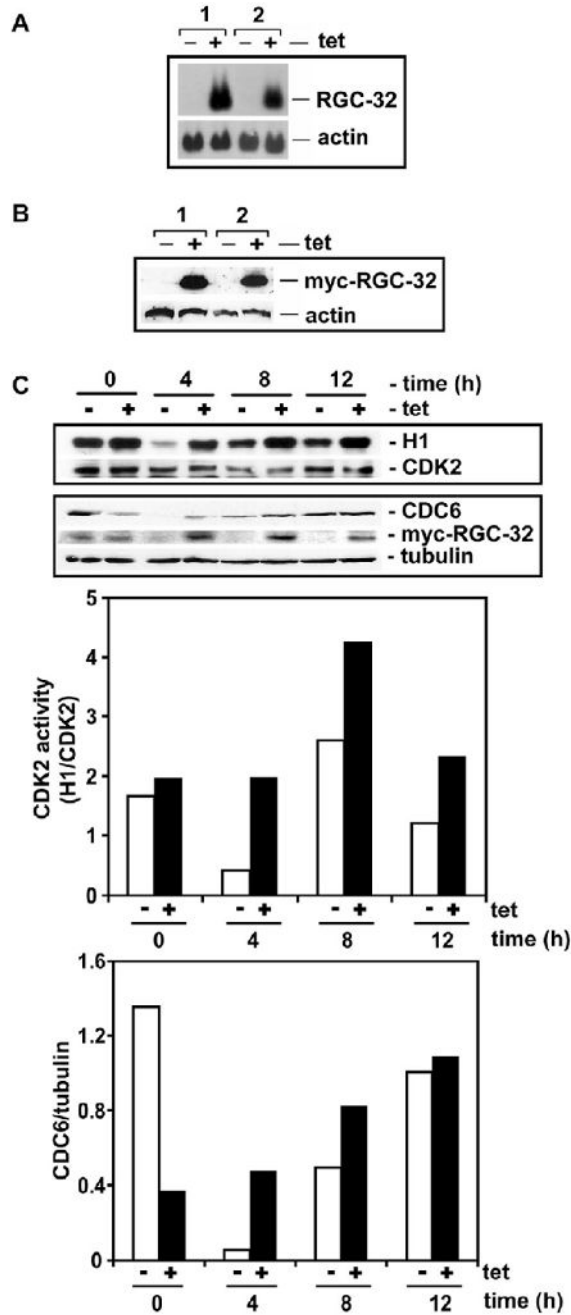 A
1 2
– + – + — tet
— RGC-32
— actin
B
1 2
– + – + — tet
— myc-RGC-32
— actin
C
0 4 8 12 - time (h)
- + - + - + - + - tet
- H1
- CDK2
- CDC6
- myc-RGC-32
- tubulin
5
4
3
2
1
0
CDK2 activity
(H1/CDK2)
- + - + - + - + tet
0 4 8 12 time (h)
1.6
1.2
0.8
0.4
0
CDC6/tubulin
- + - + - + - + tet
0 4 8 12 time (h)